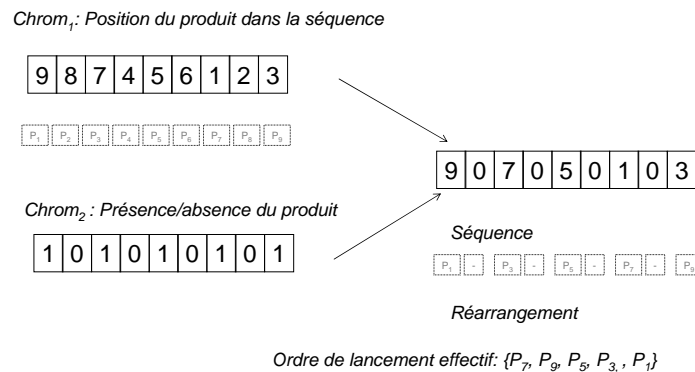 Chrom1: Position du produit dans la séquence
9 8 7 4 5 6 1 2 3
P1 P2 P3 P4 P5 P6 P7 P8 P9
9 0 7 0 5 0 1 0 3
Chrom2 : Présence/absence du produit
1 0 1 0 1 0 1 0 1
Séquence
P1 - P3 - P5 - P7 - P9
Réarrangement
Ordre de lancement effectif: {P7, P9, P5, P3, , P1}